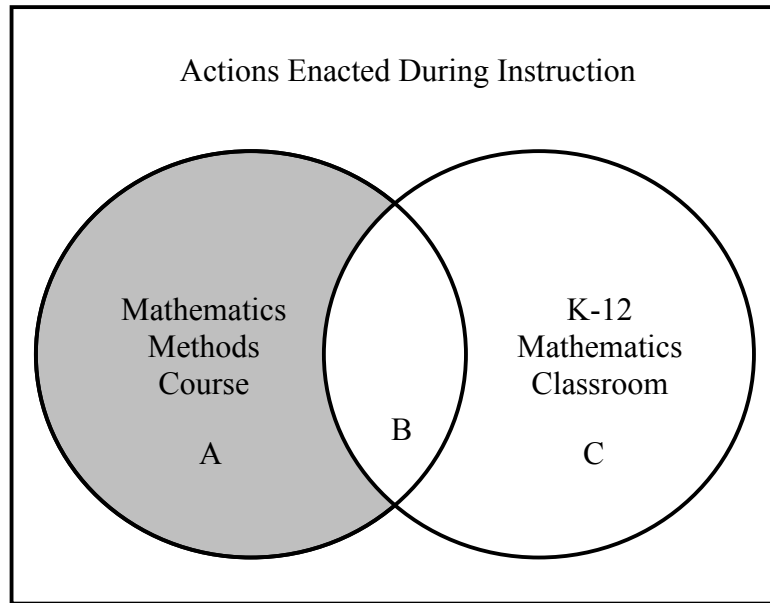 Actions Enacted During Instruction
Mathematics
Methods
Course
A
B
K-12
Mathematics
Classroom
C